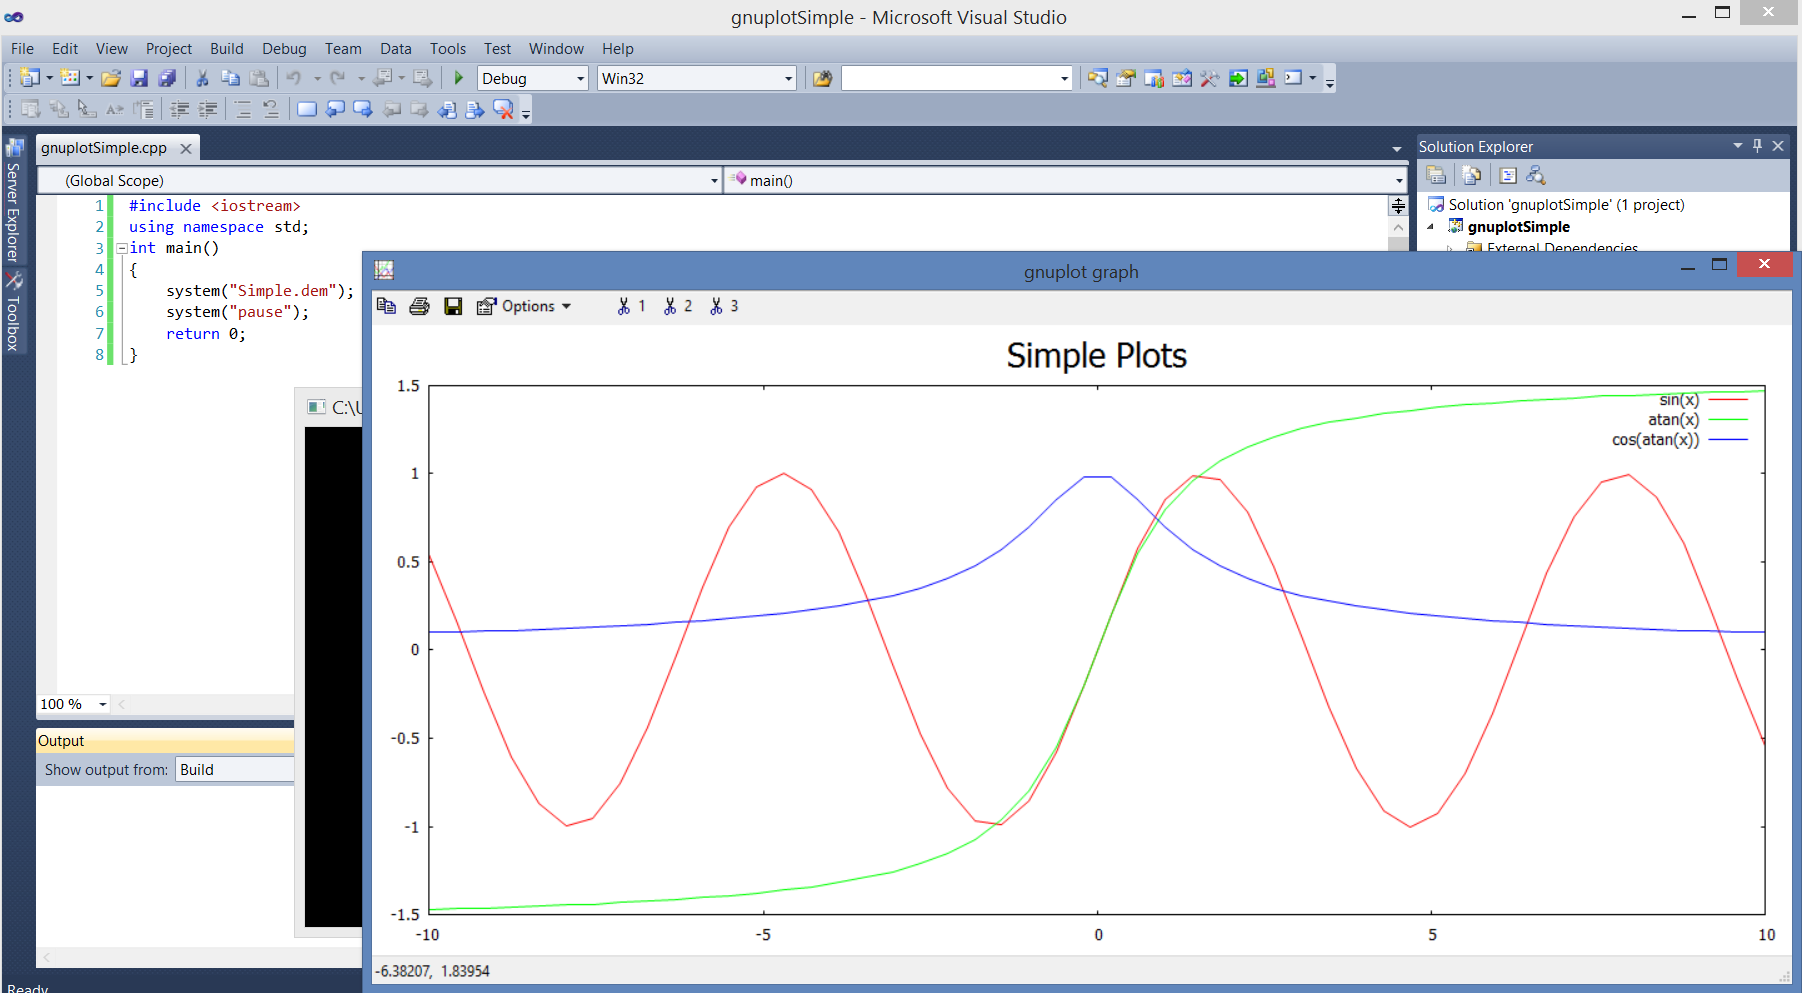 gnuplotSimple - Microsoft Visual Studio
File Edit View Project Build Debug Team Data Tools Test Window Help
Debug Win32
Server Explorer
Toolbox
gnuplotSimple.cpp
(Global Scope) main()
1 #include <iostream>
2 using namespace std;
3 int main()
4 {
5 system("Simple.dem");
6 system("pause");
7 return 0;
8 }
100 %
Output
Show output from: Build
Ready
Solution Explorer
Solution 'gnuplotSimple' (1 project)
gnuplotSimple
External Dependencies
C:\U
gnuplot graph
Options 1 2 3
Simple Plots
sin(x)
atan(x)
cos(atan(x))
1.5
1
0.5
0
-0.5
-1
-1.5
-10 -5 0 5 10
-6.38207, 1.83954